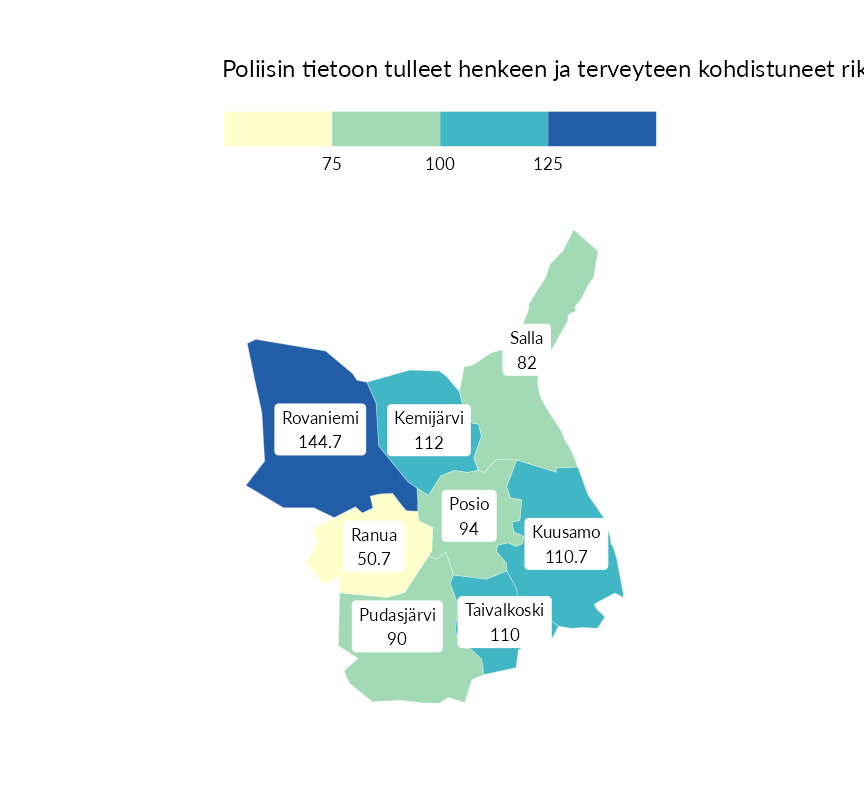 Poliisin tietoon tulleet henkeen ja terveyteen kohdistuneet
75
100
125
Salla
82
Rovaniemi
144.7
Kemijärvi
112
Posio
94
Kuusamo
110.7
Ranua
50.7
Pudasjärvi
90
Taivalkoski
110